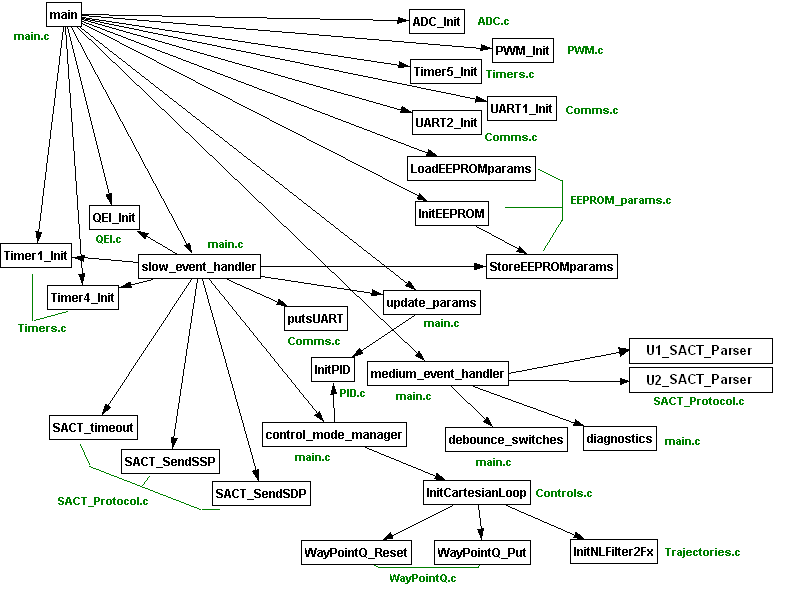 main
main.c
ADC_Init
ADC.c
PWM_Init
PWM.c
Timer5_Init
Timers.c
UART1_Init
Comms.c
UART2_Init
Comms.c
LoadEEPROMparams
EEPROM_params.c
InitEEPROM
QEI_Init
QEI.c
main.c
Timer1_Init
slow_event_handler
StoreEEPROMparams
Timer4_Init
Timers.c
update_params
main.c
putsUART
Comms.c
U1_SACT_Parser
InitPID
PID.c
medium_event_handler
main.c
U2_SACT_Parser
SACT_Protocol.c
SACT_timeout
control_mode_manager
main.c
debounce_switches
main.c
diagnostics
main.c
SACT_SendSSP
SACT_SendSDP
SACT_Protocol.c
InitCartesianLoop
Controls.c
WayPointQ_Reset
WayPointQ_Put
InitNLFilter2Fx
Trajectories.c
WayPointQ.c